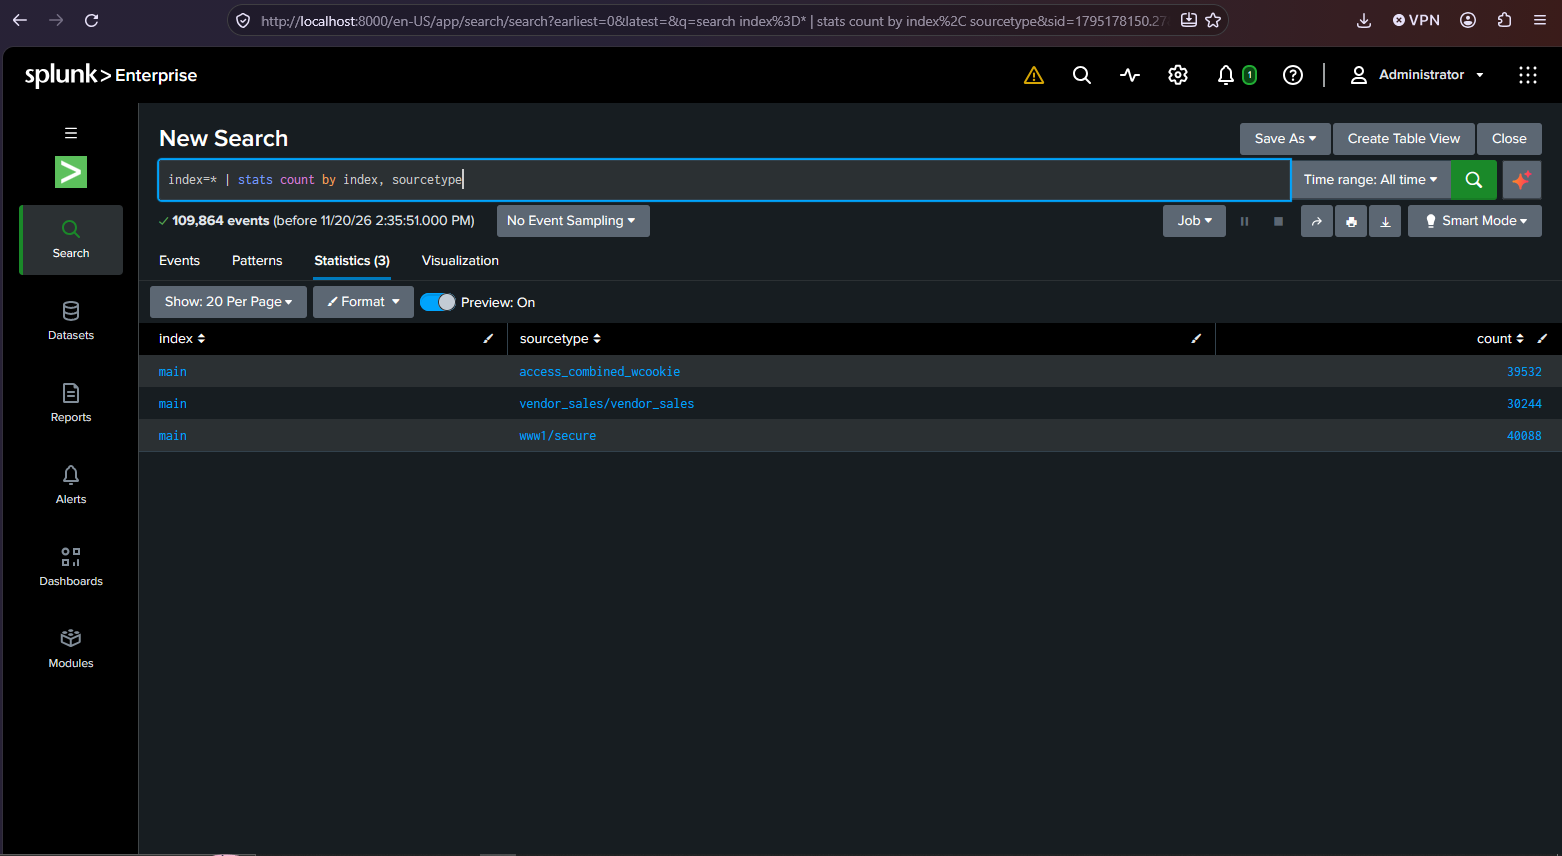 http://localhost:8000/en-US/app/search/search?earliest=0&latest=&q=search index%3D* | stats count by index%2C sourcetype&sid=1795178150.27
VPN
splunk> Enterprise
1
Administrator
New Search
Save As
Create Table View
Close
index=* | stats count by index, sourcetype
Time range: All time
109,864 events (before 11/20/26 2:35:51.000 PM)
No Event Sampling
Job
Smart Mode
Search
Events
Patterns
Statistics (3)
Visualization
Show: 20 Per Page
Format
Preview: On
Datasets
index
sourcetype
count
main
access_combined_wcookie
39532
main
vendor_sales/vendor_sales
30244
Reports
main
www1/secure
40088
Alerts
Dashboards
Modules